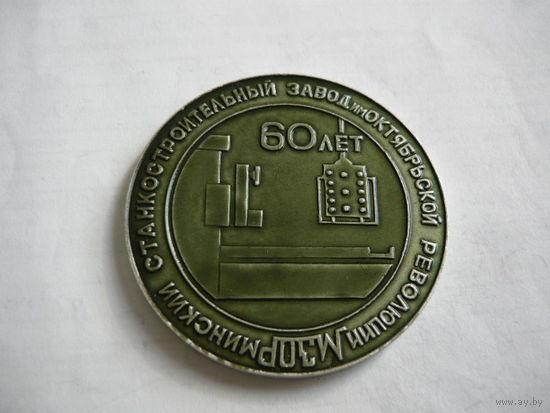 МИНСКИЙ СТАНКОСТРОИТЕЛЬНЫЙ ЗАВОД им ОКТЯБРЬСКОЙ РЕВОЛЮЦИИ
МЗОР
60 ЛЕТ
www.ay.by